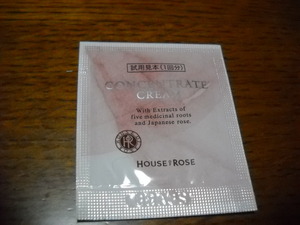 試用見本(1回分)
CONCENTRATE
CREAM
With Extracts of
five medicinal roots
and Japanese rose.
HOUSE OF ROSE